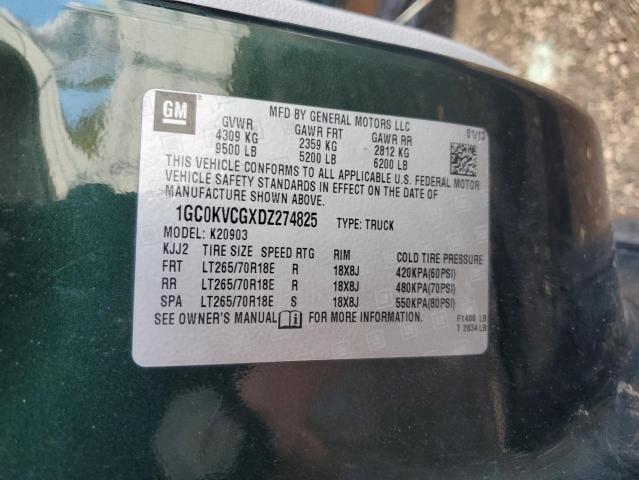 GM
MFD BY GENERAL MOTORS LLC
GVWR GAWR FRT GAWR RR 01/13
4309 KG 2359 KG 2812 KG
9500 LB 5200 LB 6200 LB
THIS VEHICLE CONFORMS TO ALL APPLICABLE U.S. FEDERAL MOTOR
VEHICLE SAFETY STANDARDS IN EFFECT ON THE DATE OF
MANUFACTURE SHOWN ABOVE.
1GC0KVCGXDZ274825 TYPE: TRUCK
MODEL: K20903
KJJ2 TIRE SIZE SPEED RTG RIM COLD TIRE PRESSURE
FRT LT265/70R18E R 18X8J 420KPA(60PSI)
RR LT265/70R18E R 18X8J 480KPA(70PSI)
SPA LT265/70R18E S 18X8J 550KPA(80PSI)
SEE OWNER'S MANUAL FOR MORE INFORMATION. F1400 LB
T 2834 LB